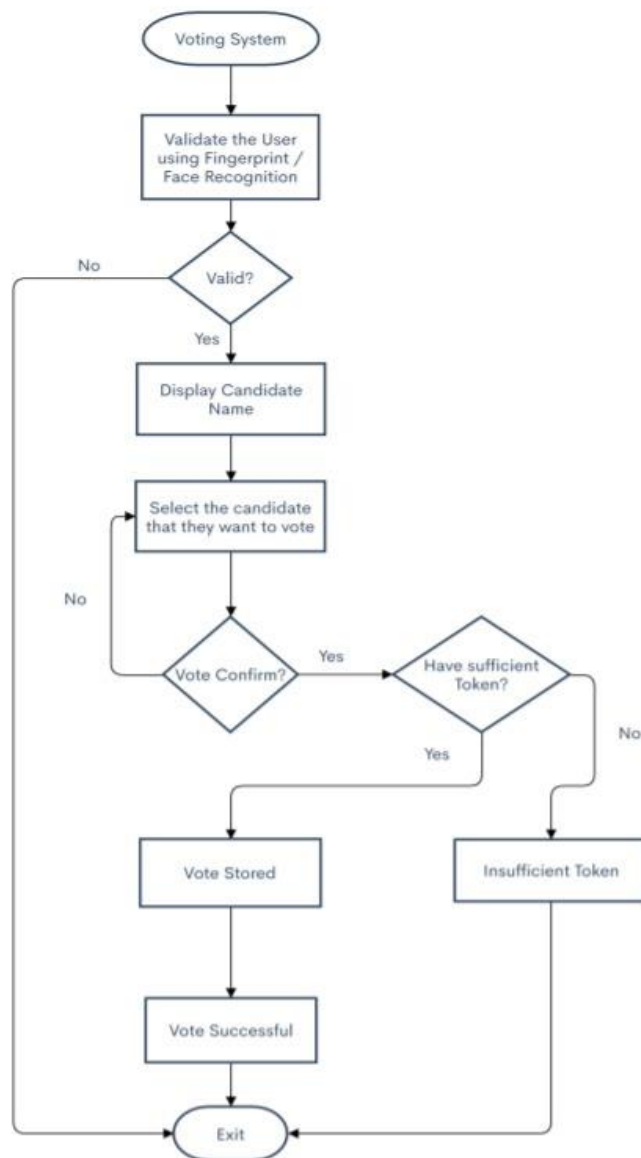 Voting System
Validate the User
using Fingerprint /
Face Recognition
No
Valid?
Yes
Display Candidate
Name
Select the candidate
that they want to vote
No
Vote Confirm?
Yes
Have sufficient
Token?
No
Yes
Vote Stored
Insufficient Token
Vote Successful
Exit